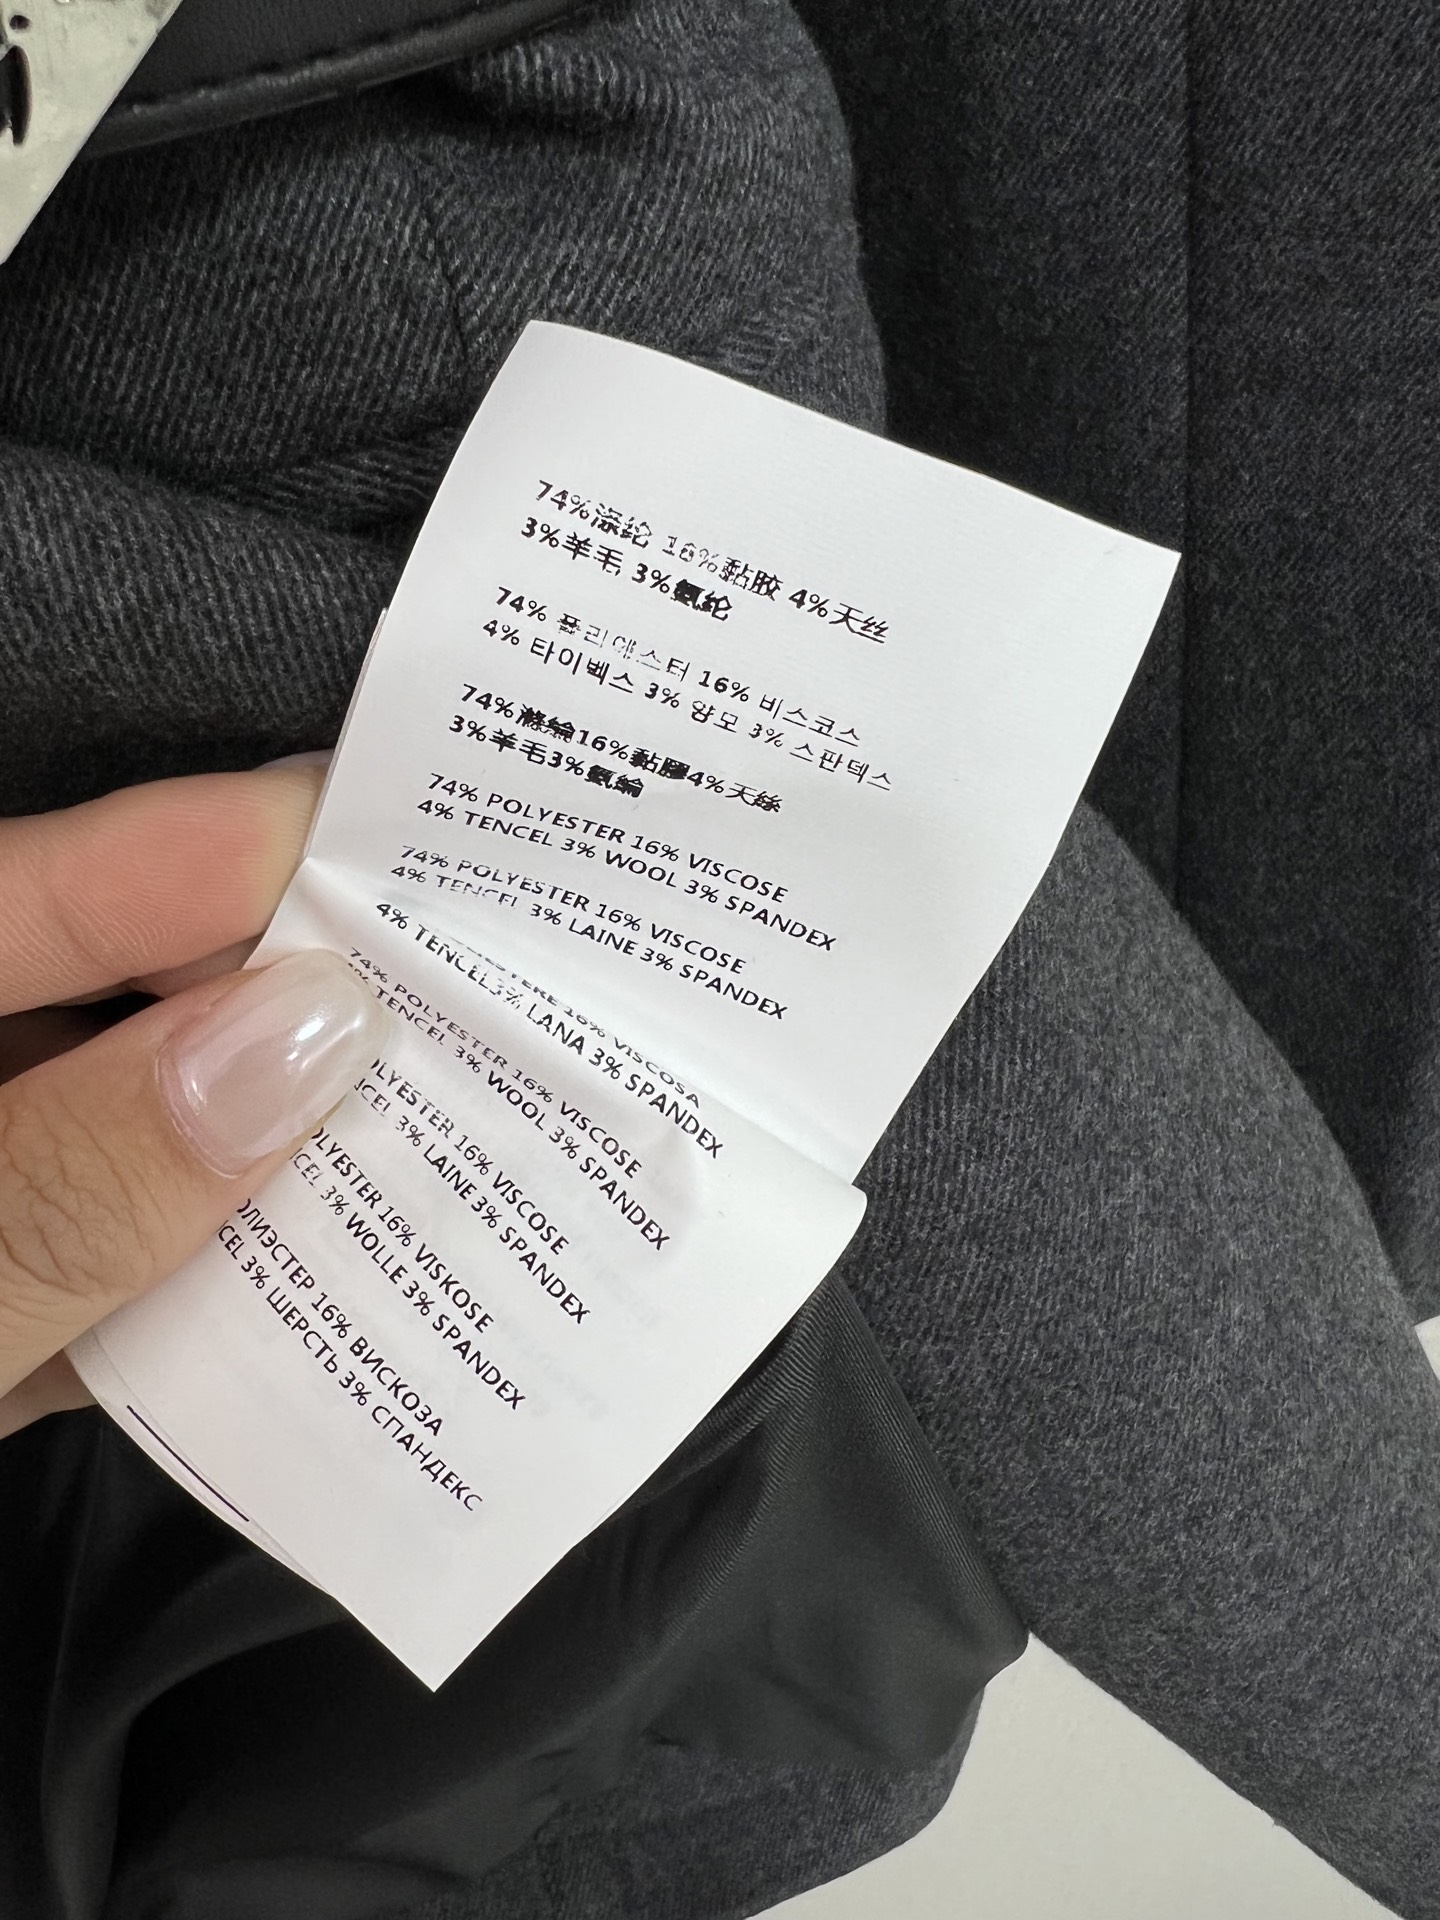 74%涤纶 16%黏胶 4%天丝
3%羊毛 3%氨纶
74% 폴리에스터 16% 비스코스
4% 타이벡스 3% 양모 3% 스판덱스
74%滌綸16%黏膠4%天絲
3%羊毛3%氨綸
74% POLYESTER 16% VISCOSE
4% TENCEL 3% WOOL 3% SPANDEX
74% POLYESTER 16% VISCOSE
4% TENCEL 3% LAINE 3% SPANDEX
16% VISCOSA
4% TENCEL3% LANA 3% SPANDEX
74% POLYESTER 16% VISCOSE
TENCEL 3% WOOL 3% SPANDEX
OLYESTER 16% VISCOSE
NCEL 3% LAINE 3% SPANDEX
OLYESTER 16% VISKOSE
CEL 3% WOLLE 3% SPANDEX
ОЛИЭСТЕР 16% ВИСКОЗА
CEL 3% ШЕРСТЬ 3% СПАНДЕКС